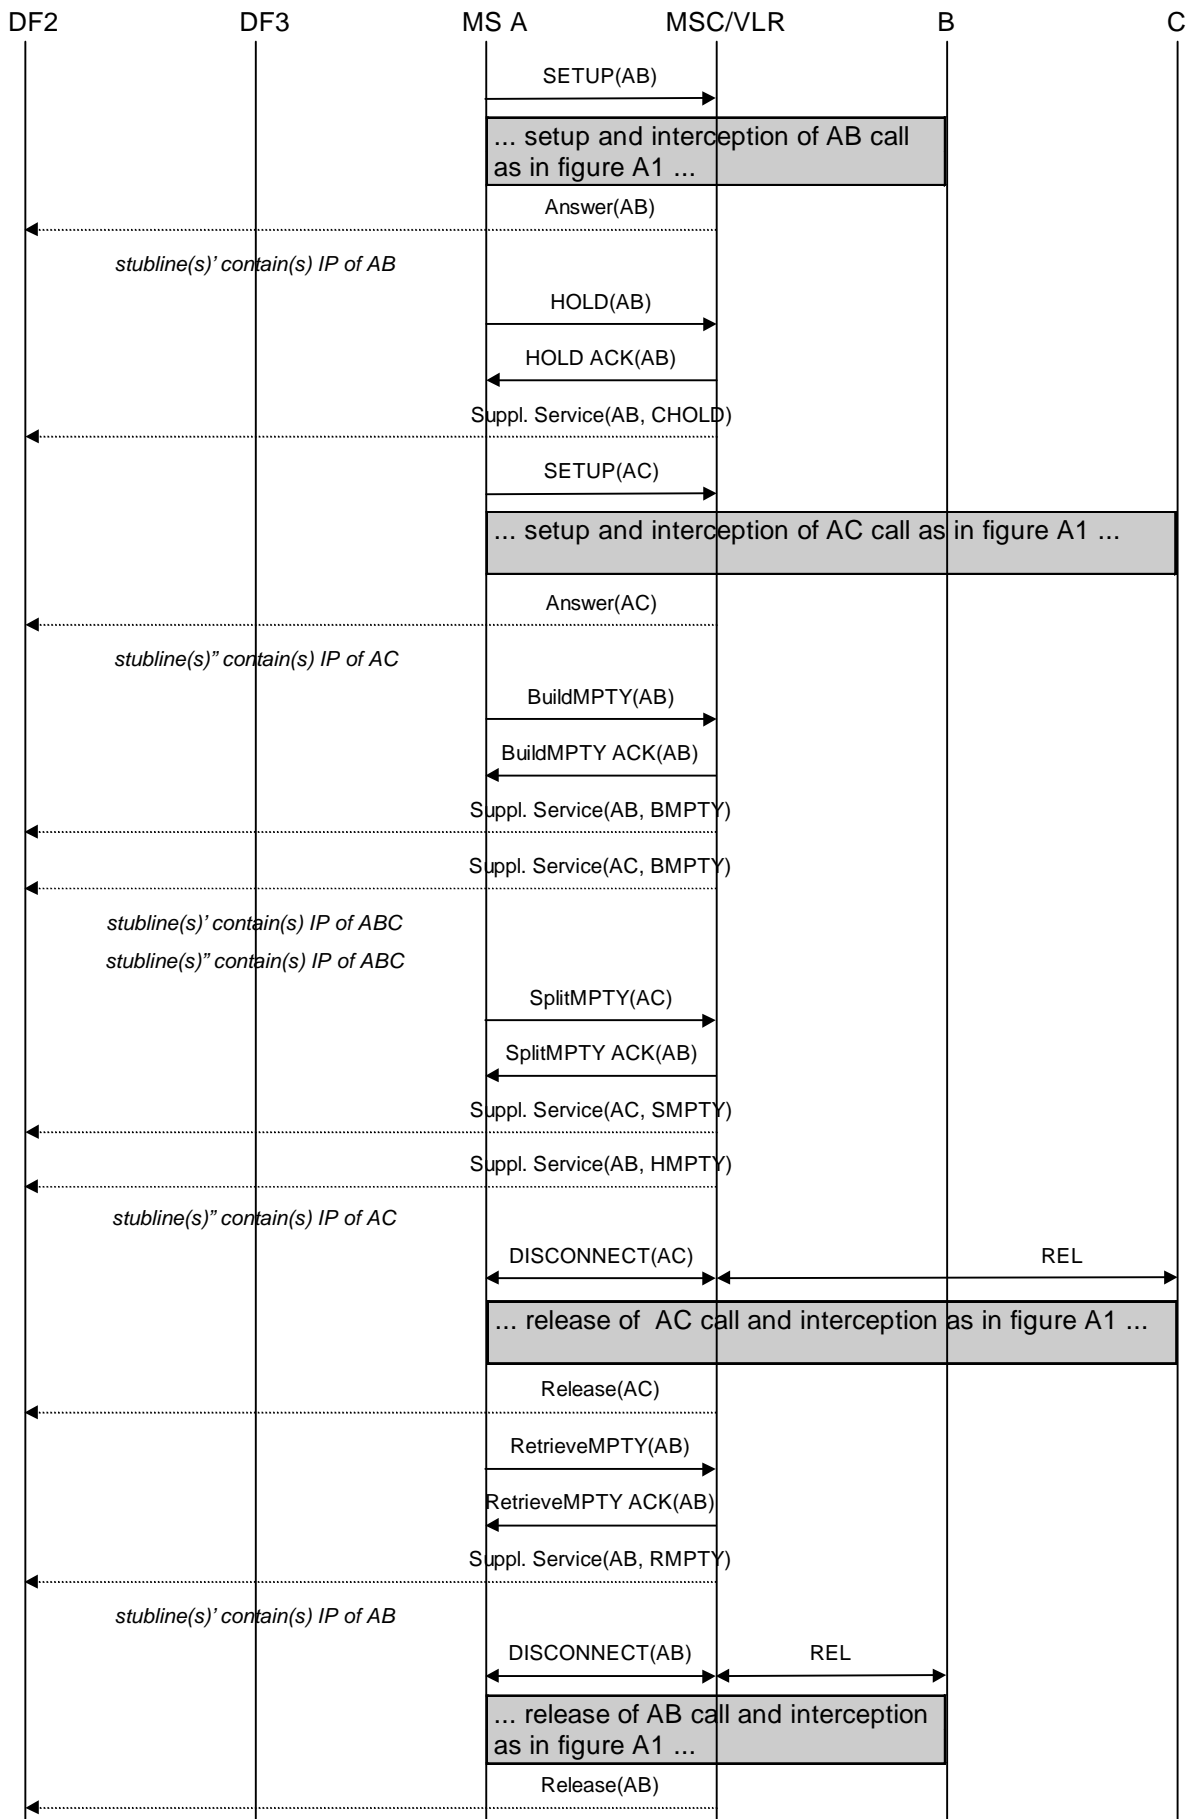 DF2 DF3 MS A MSC/VLR B C
SETUP(AB)
... setup and interception of AB call
as in figure A1 ...
Answer(AB)
stubline(s)’ contain(s) IP of AB
HOLD(AB)
HOLD ACK(AB)
Suppl. Service(AB, CHOLD)
SETUP(AC)
... setup and interception of AC call as in figure A1 ...
Answer(AC)
stubline(s)” contain(s) IP of AC
BuildMPTY(AB)
BuildMPTY ACK(AB)
Suppl. Service(AB, BMPTY)
Suppl. Service(AC, BMPTY)
stubline(s)’ contain(s) IP of ABC
stubline(s)” contain(s) IP of ABC
SplitMPTY(AC)
SplitMPTY ACK(AB)
Suppl. Service(AC, SMPTY)
Suppl. Service(AB, HMPTY)
stubline(s)” contain(s) IP of AC
DISCONNECT(AC) REL
... release of  AC call and interception as in figure A1 ...
Release(AC)
RetrieveMPTY(AB)
RetrieveMPTY ACK(AB)
Suppl. Service(AB, RMPTY)
stubline(s)’ contain(s) IP of AB
DISCONNECT(AB) REL
... release of AB call and interception
as in figure A1 ...
Release(AB)